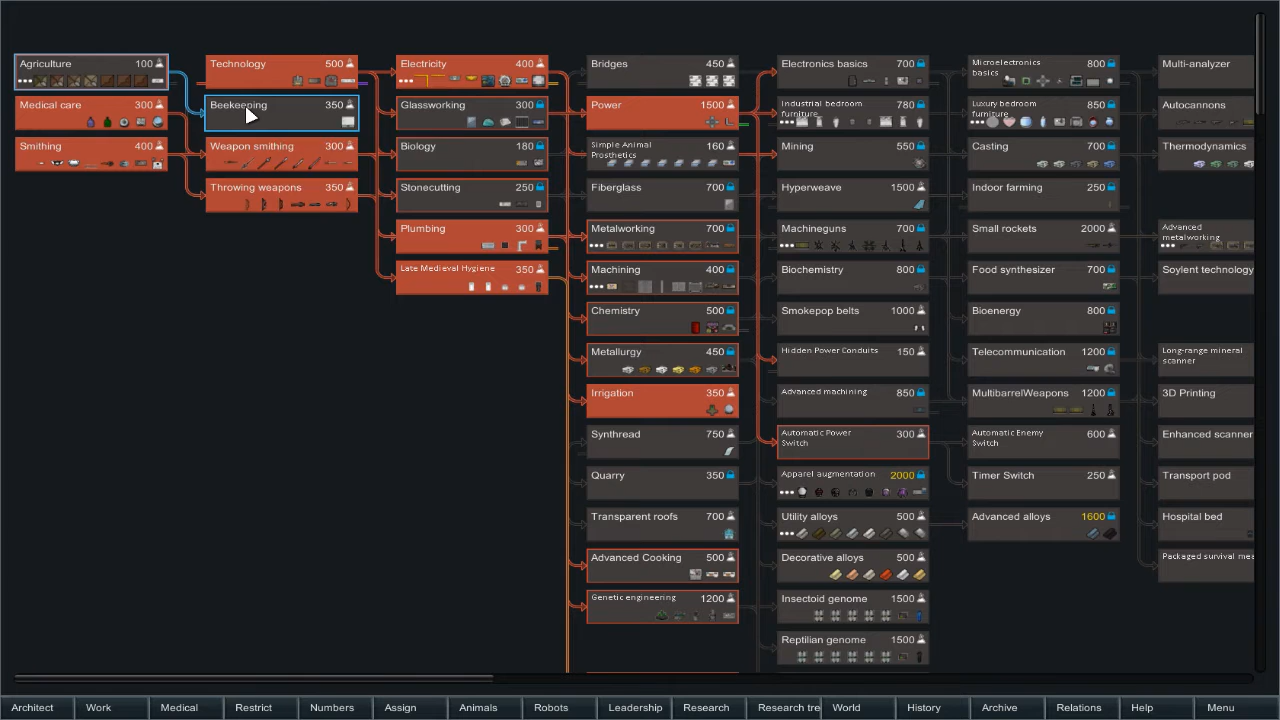 Agriculture 100
Technology 500
Electricity 400
Bridges 450
Electronics basics 700
Microelectronics
basics 800
Multi-analyzer
Medical care 300
Beekeeping 350
Glassworking 300
Power 1500
Industrial bedroom
furniture 780
Luxury bedroom
furniture 850
Autocannons
Smithing 400
Weapon smithing 300
Biology 180
Simple Animal
Prosthetics 160
Mining 550
Casting 700
Thermodynamics
Throwing weapons 350
Stonecutting 250
Fiberglass 700
Hyperweave 1500
Indoor farming 250
Plumbing 300
Metalworking 700
Machineguns 700
Small rockets 2000
Advanced
metalworking
Late Medieval Hygiene 350
Machining 400
Biochemistry 800
Food synthesizer 700
Soylent technology
Chemistry 500
Smokepop belts 1000
Bioenergy 800
Metallurgy 450
Hidden Power Conduits 150
Telecommunication 1200
Long-range mineral
scanner
Irrigation 350
Advanced machining 850
MultibarrelWeapons 1200
3D Printing
Synthread 750
Automatic Power
Switch 300
Automatic Enemy
Switch 600
Enhanced scanner
Quarry 350
Apparel augmentation 2000
Timer Switch 250
Transport pod
Transparent roofs 700
Utility alloys 500
Advanced alloys 1600
Hospital bed
Advanced Cooking 500
Decorative alloys 500
Packaged survival mea
Genetic engineering 1200
Insectoid genome 1500
Reptilian genome 1500
Architect Work Medical Restrict Numbers Assign Animals Robots Leadership Research Research tre World History Archive Relations Help Menu